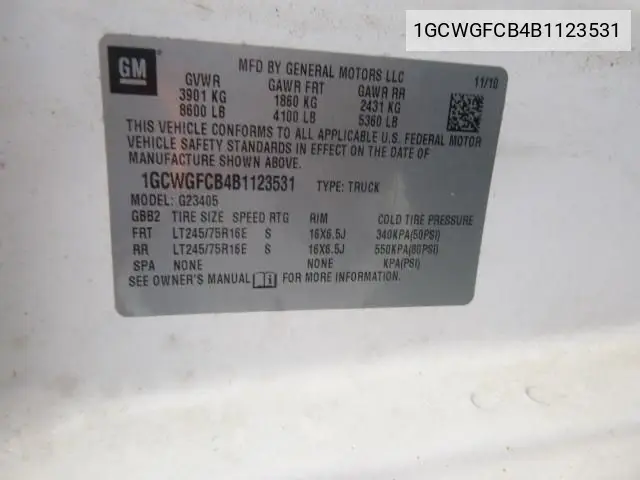 1GCWGFCB4B1123531
GM
MFD BY GENERAL MOTORS LLC
11/10
GVWR GAWR FRT GAWR RR
3901 KG 1860 KG 2431 KG
8600 LB 4100 LB 5360 LB
THIS VEHICLE CONFORMS TO ALL APPLICABLE U.S. FEDERAL MOTOR
VEHICLE SAFETY STANDARDS IN EFFECT ON THE DATE OF
MANUFACTURE SHOWN ABOVE.
1GCWGFCB4B1123531 TYPE: TRUCK
MODEL: G23405
GBB2 TIRE SIZE SPEED RTG RIM COLD TIRE PRESSURE
FRT LT245/75R16E S 16X6.5J 340KPA(50PSI)
RR LT245/75R16E S 16X6.5J 550KPA(80PSI)
SPA NONE NONE KPA(PSI)
SEE OWNER'S MANUAL FOR MORE INFORMATION.